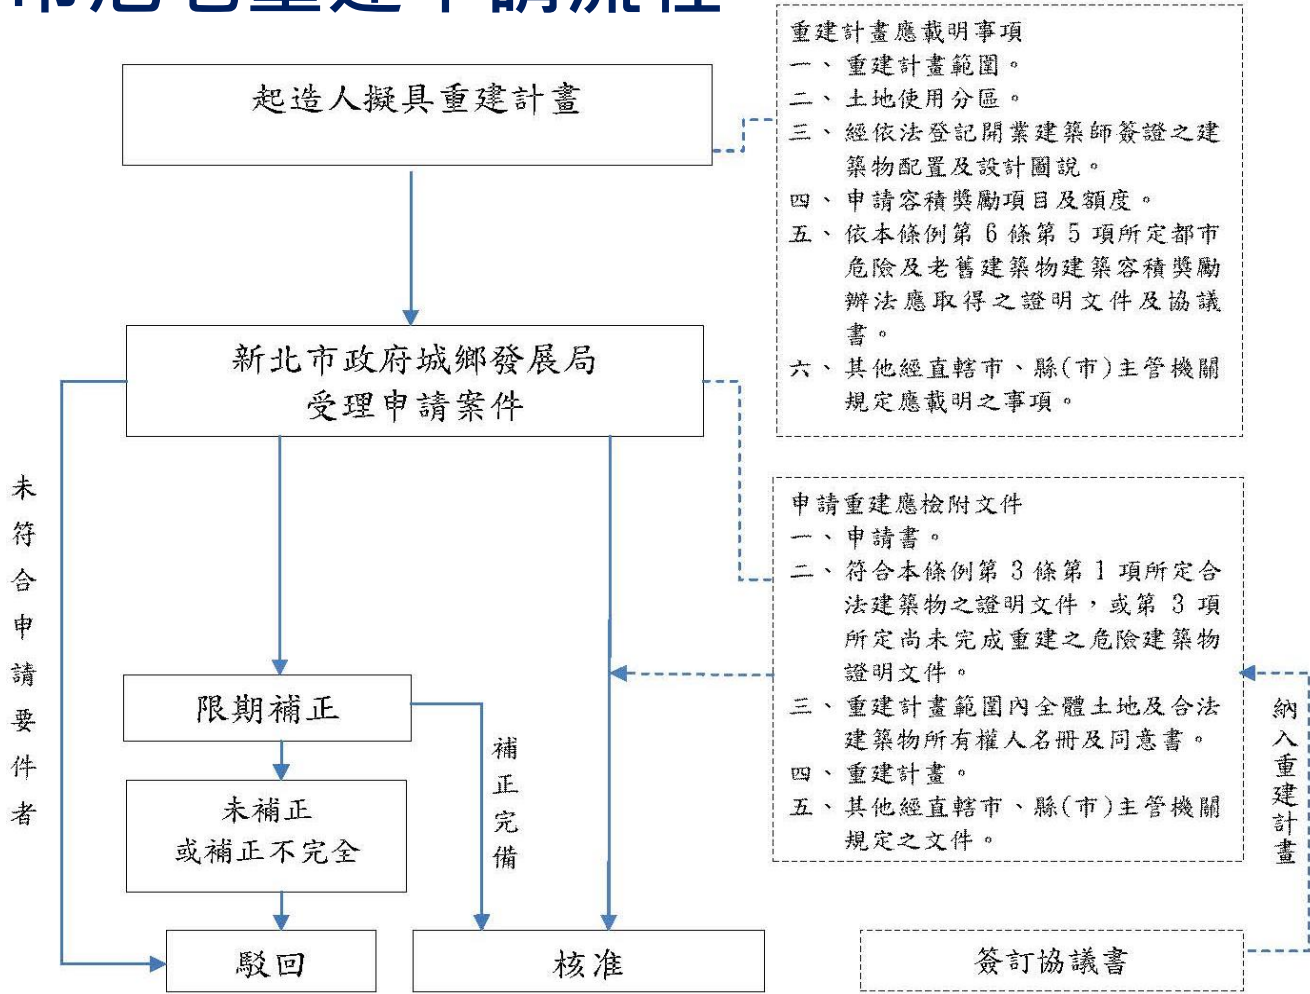 市危老重建申請流程
起造人擬具重建計畫
重建計畫應載明事項
一、重建計畫範圍。
二、土地使用分區。
三、經依法登記開業建築師簽證之建
築物配置及設計圖說。
四、申請容積獎勵項目及額度。
五、依本條例第 6 條第 5 項所定都市
危險及老舊建築物建築容積獎勵
辦法應取得之證明文件及協議
書。
六、其他經直轄市、縣(市)主管機關
規定應載明之事項。
新北市政府城鄉發展局
受理申請案件
未符合申請要件者
申請重建應檢附文件
一、申請書。
二、符合本條例第 3 條第 1 項所定合
法建築物之證明文件，或第 3 項
所定尚未完成重建之危險建築物
證明文件。
三、重建計畫範圍內全體土地及合法
建築物所有權人名冊及同意書。
四、重建計畫。
五、其他經直轄市、縣(市)主管機關
規定之文件。
限期補正
補正完備
未補正
或補正不完全
納入重建計畫
駁回
核准
簽訂協議書